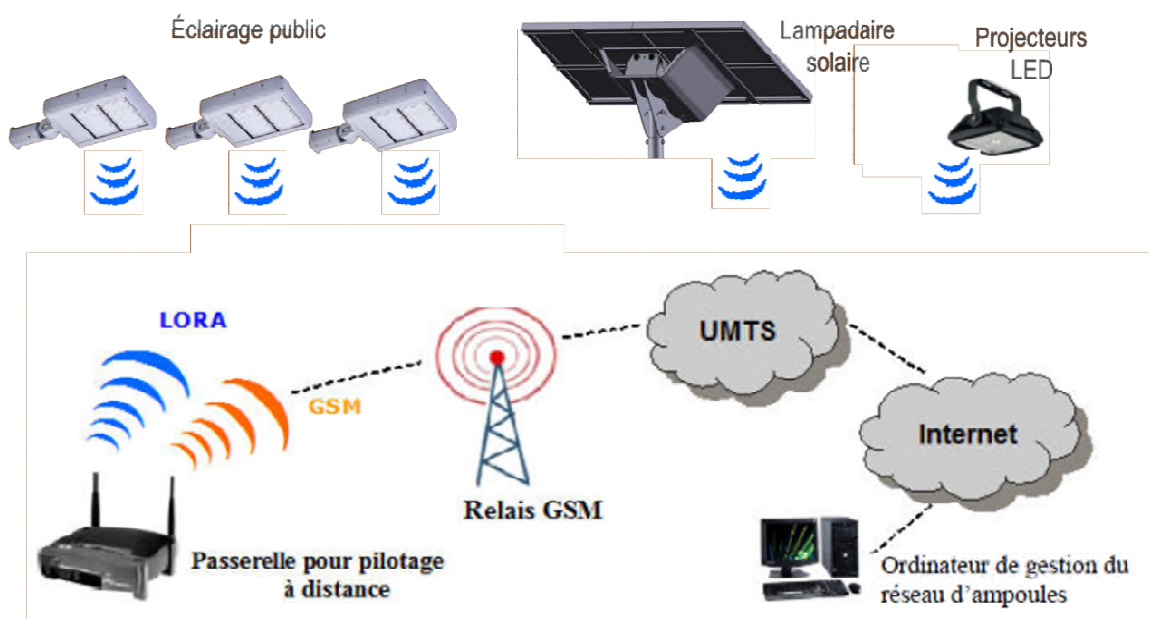 Éclairage public
Lampadaire
solaire
Projecteurs
LED
LORA
GSM
UMTS
Internet
Relais GSM
Passerelle pour pilotage
à distance
Ordinateur de gestion du
réseau d'ampoules